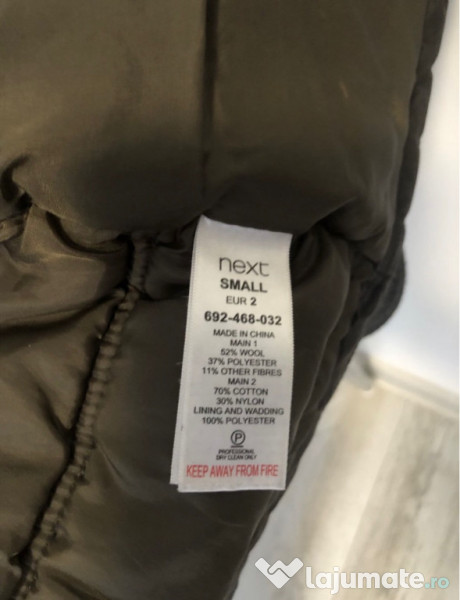 next
SMALL
EUR 2
692-468-032
MADE IN CHINA
MAIN 1
52% WOOL
37% POLYESTER
11% OTHER FIBRES
MAIN 2
70% COTTON
30% NYLON
LINING AND WADDING
100% POLYESTER
P
PROFESSIONAL
DRY CLEAN ONLY
KEEP AWAY FROM FIRE
lajumate.ro